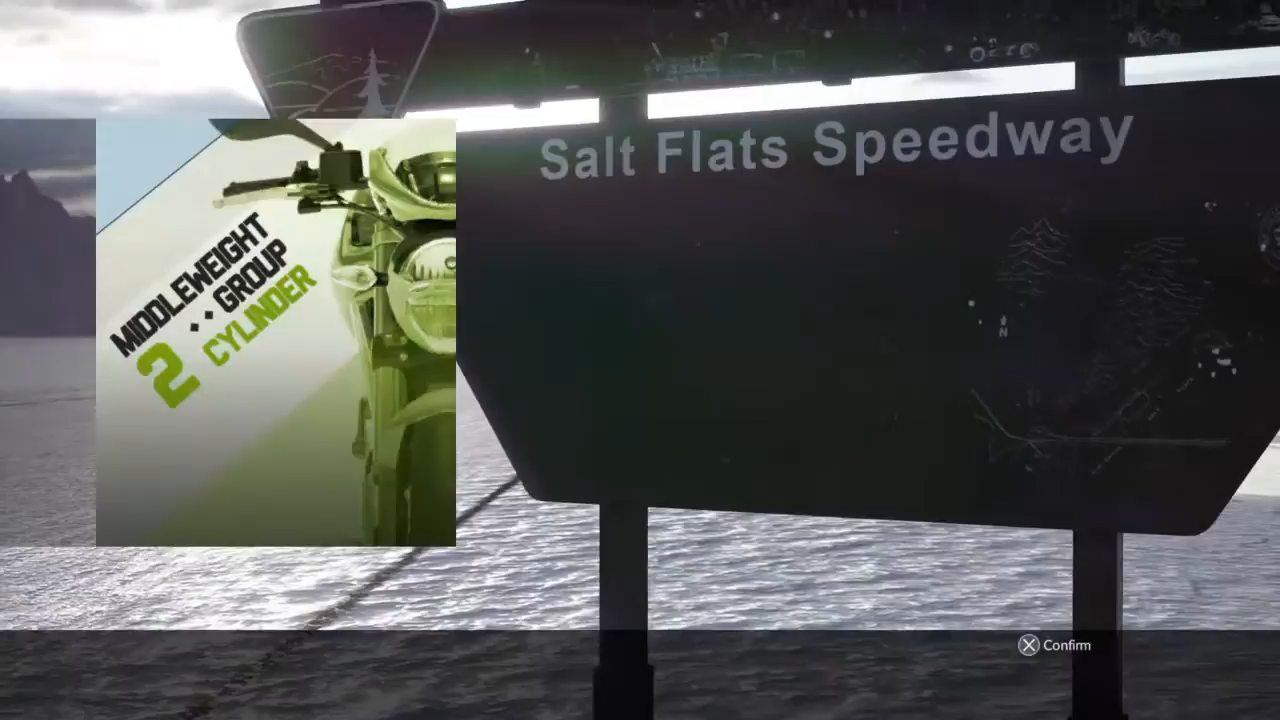 Salt Flats Speedway
MIDDLEWEIGHT
GROUP
2 CYLINDER
N
Confirm